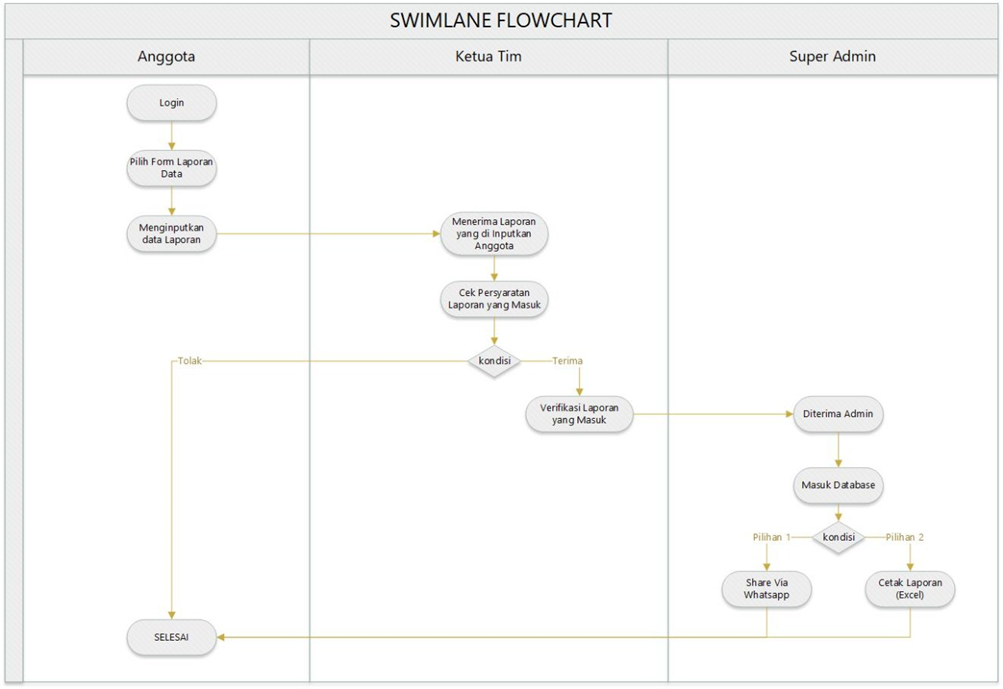 SWIMLANE FLOWCHART
Anggota
Ketua Tim
Super Admin
Login
Pilih Form Laporan
Data
Menginputkan
data Laporan
Menerima Laporan
yang di Inputkan
Anggota
Cek Persyaratan
Laporan yang Masuk
Tolak
kondisi
Terima
Verifikasi Laporan
yang Masuk
Diterima Admin
Masuk Database
Pilihan 1
kondisi
Pilihan 2
Share Via
Whatsapp
Cetak Laporan
(Excel)
SELESAI